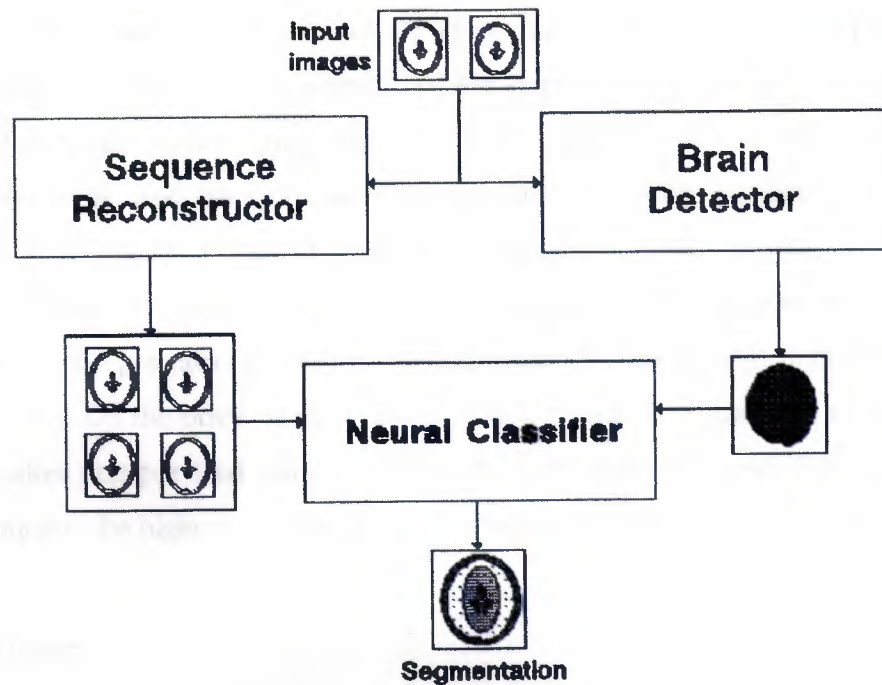 Input
images
Sequence
Reconstructor
Brain
Detector
Neural Classifier
Segmentation